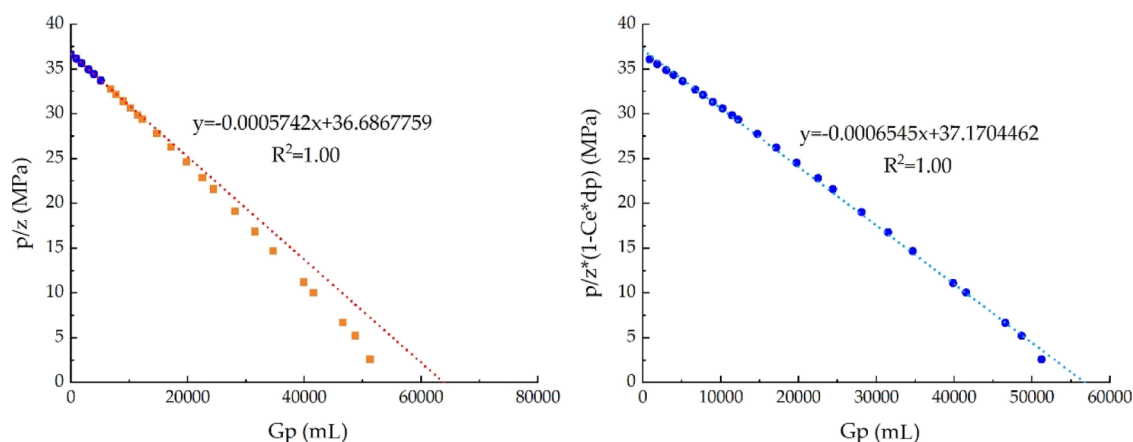 40
35
30
25
20
15
10
5
0
p/z (MPa)
y=-0.0005742x+36.6867759
R²=1.00
0 20000 40000 60000 80000
Gp (mL)
40
35
30
25
20
15
10
5
0
p/z*(1-Ce*dp) (MPa)
y=-0.0006545x+37.1704462
R²=1.00
0 10000 20000 30000 40000 50000 60000
Gp (mL)